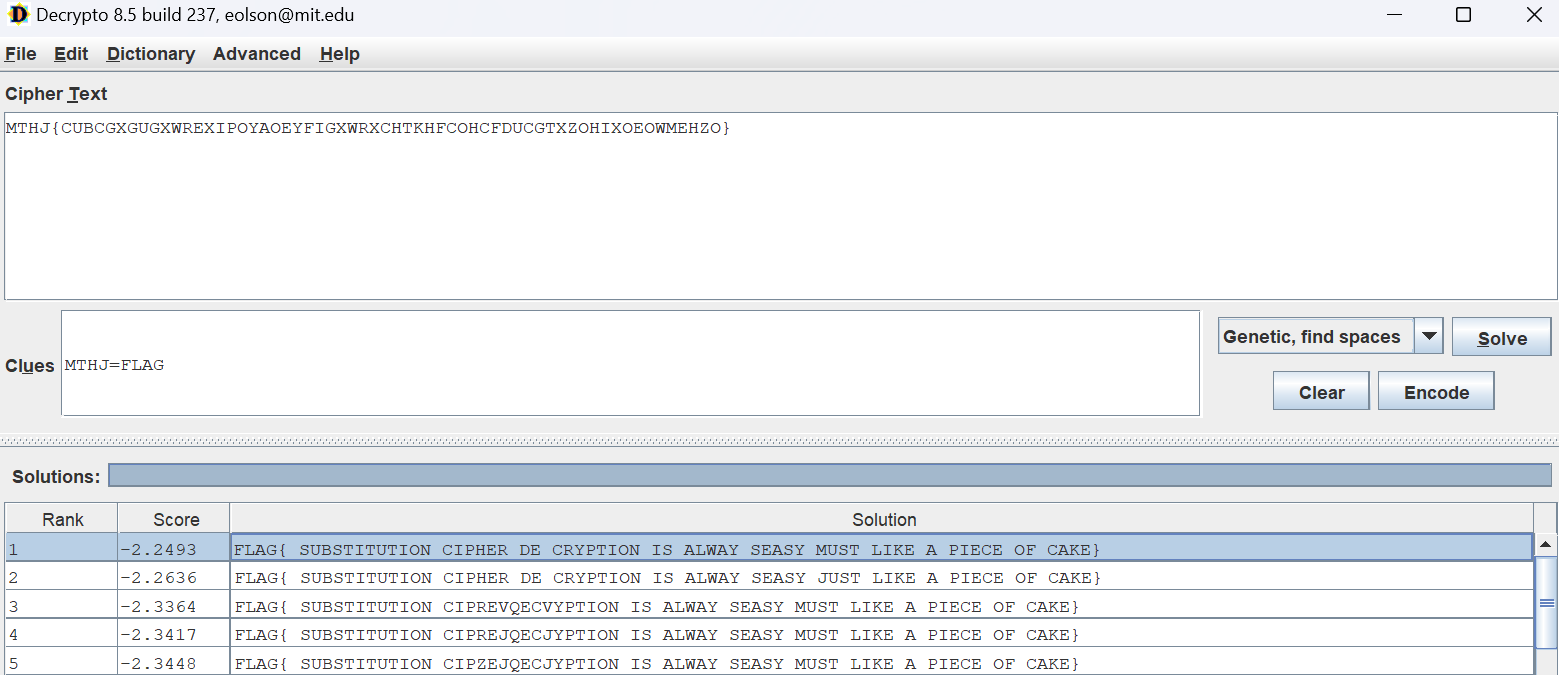 Decrypto 8.5 build 237, eolson@mit.edu
File Edit Dictionary Advanced Help
Cipher Text
MTHJ{CUBCGXGUGXWREXIPOYAOEYFIGXWRXCHTKHFCOHCFDUCGTXZOHIXOEOWMEHZO}
Genetic, find spaces Solve
Clues MTHJ=FLAG
Clear Encode
Solutions:
Rank Score Solution
1 -2.2493 FLAG{ SUBSTITUTION CIPHER DE CRYPTION IS ALWAY SEASY MUST LIKE A PIECE OF CAKE}
2 -2.2636 FLAG{ SUBSTITUTION CIPHER DE CRYPTION IS ALWAY SEASY JUST LIKE A PIECE OF CAKE}
3 -2.3364 FLAG{ SUBSTITUTION CIPREVQECVYPTION IS ALWAY SEASY MUST LIKE A PIECE OF CAKE}
4 -2.3417 FLAG{ SUBSTITUTION CIPREJQECJYPTION IS ALWAY SEASY MUST LIKE A PIECE OF CAKE}
5 -2.3448 FLAG{ SUBSTITUTION CIPZEJQECJYPTION IS ALWAY SEASY MUST LIKE A PIECE OF CAKE}